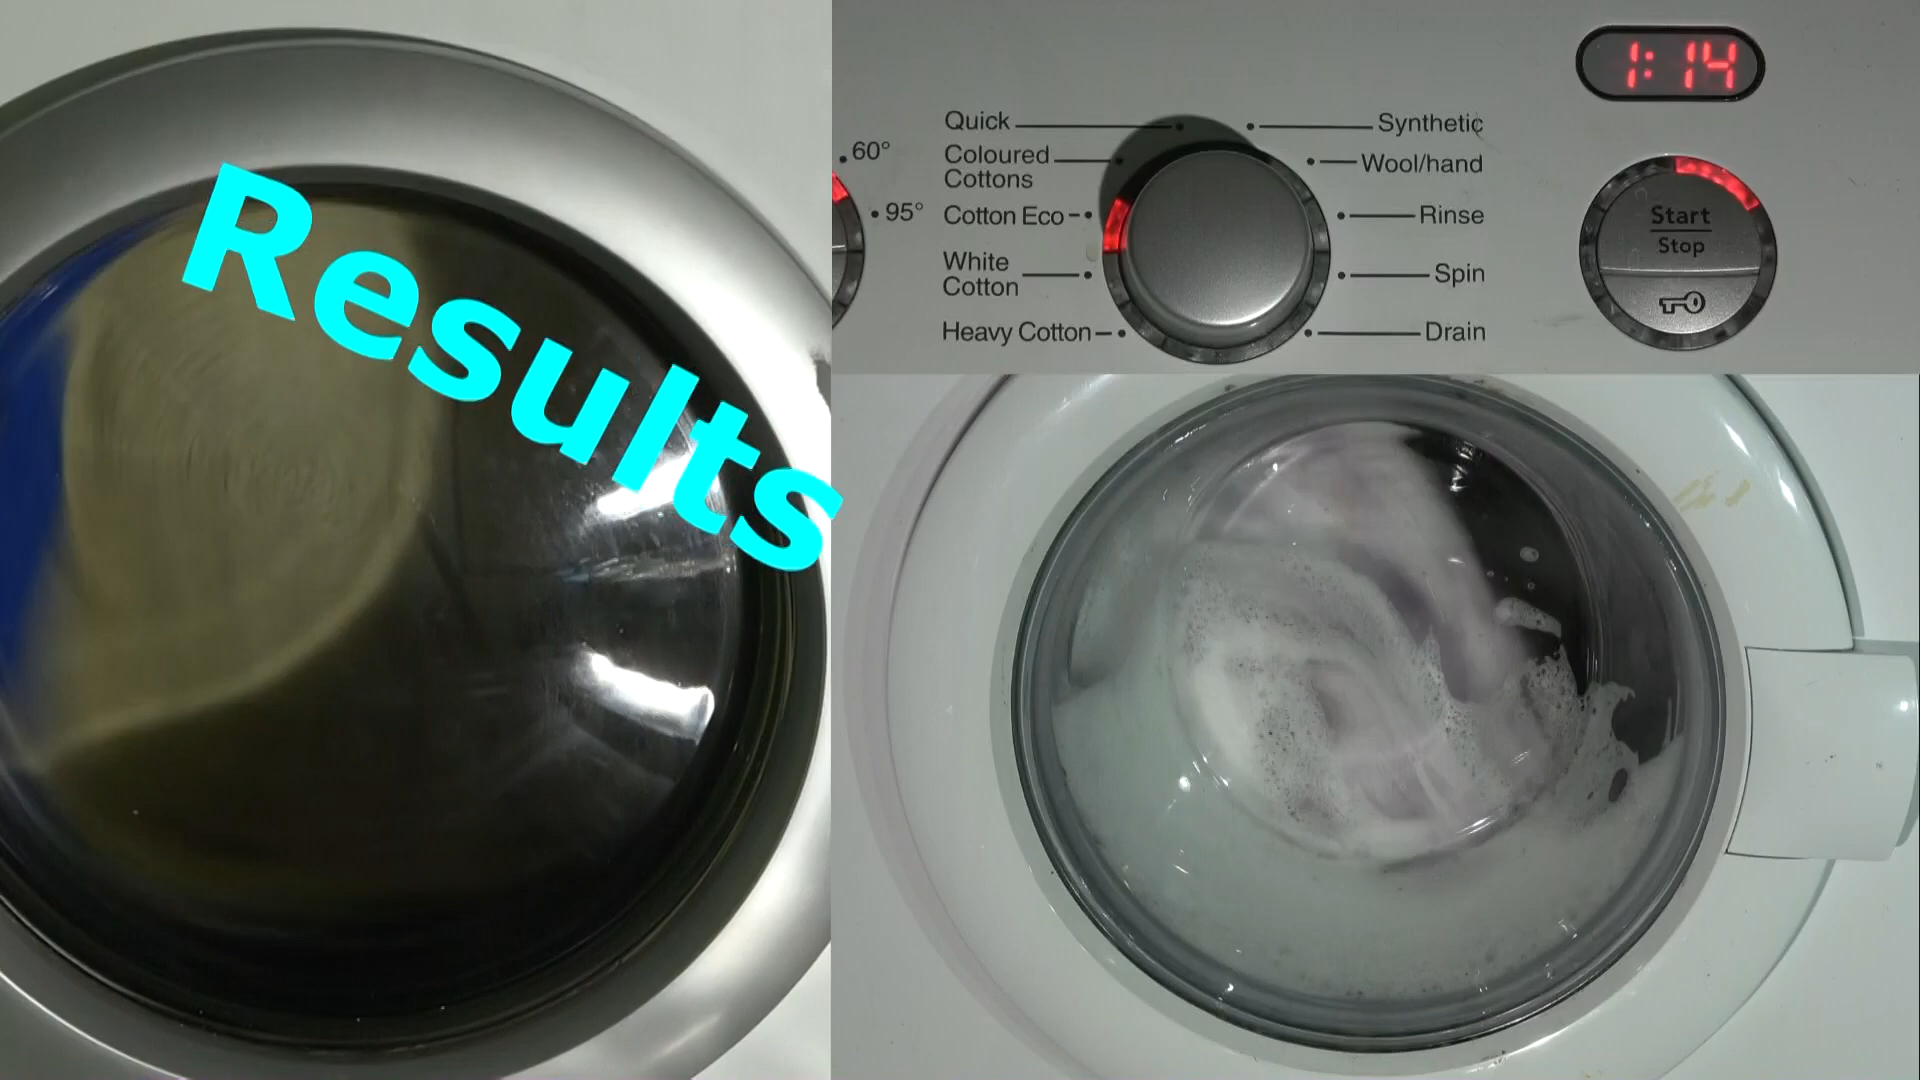 Results
1:14
60°
95°
Quick
Coloured
Cottons
Cotton Eco
White
Cotton
Heavy Cotton
Synthetic
Wool/hand
Rinse
Spin
Drain
Start
Stop